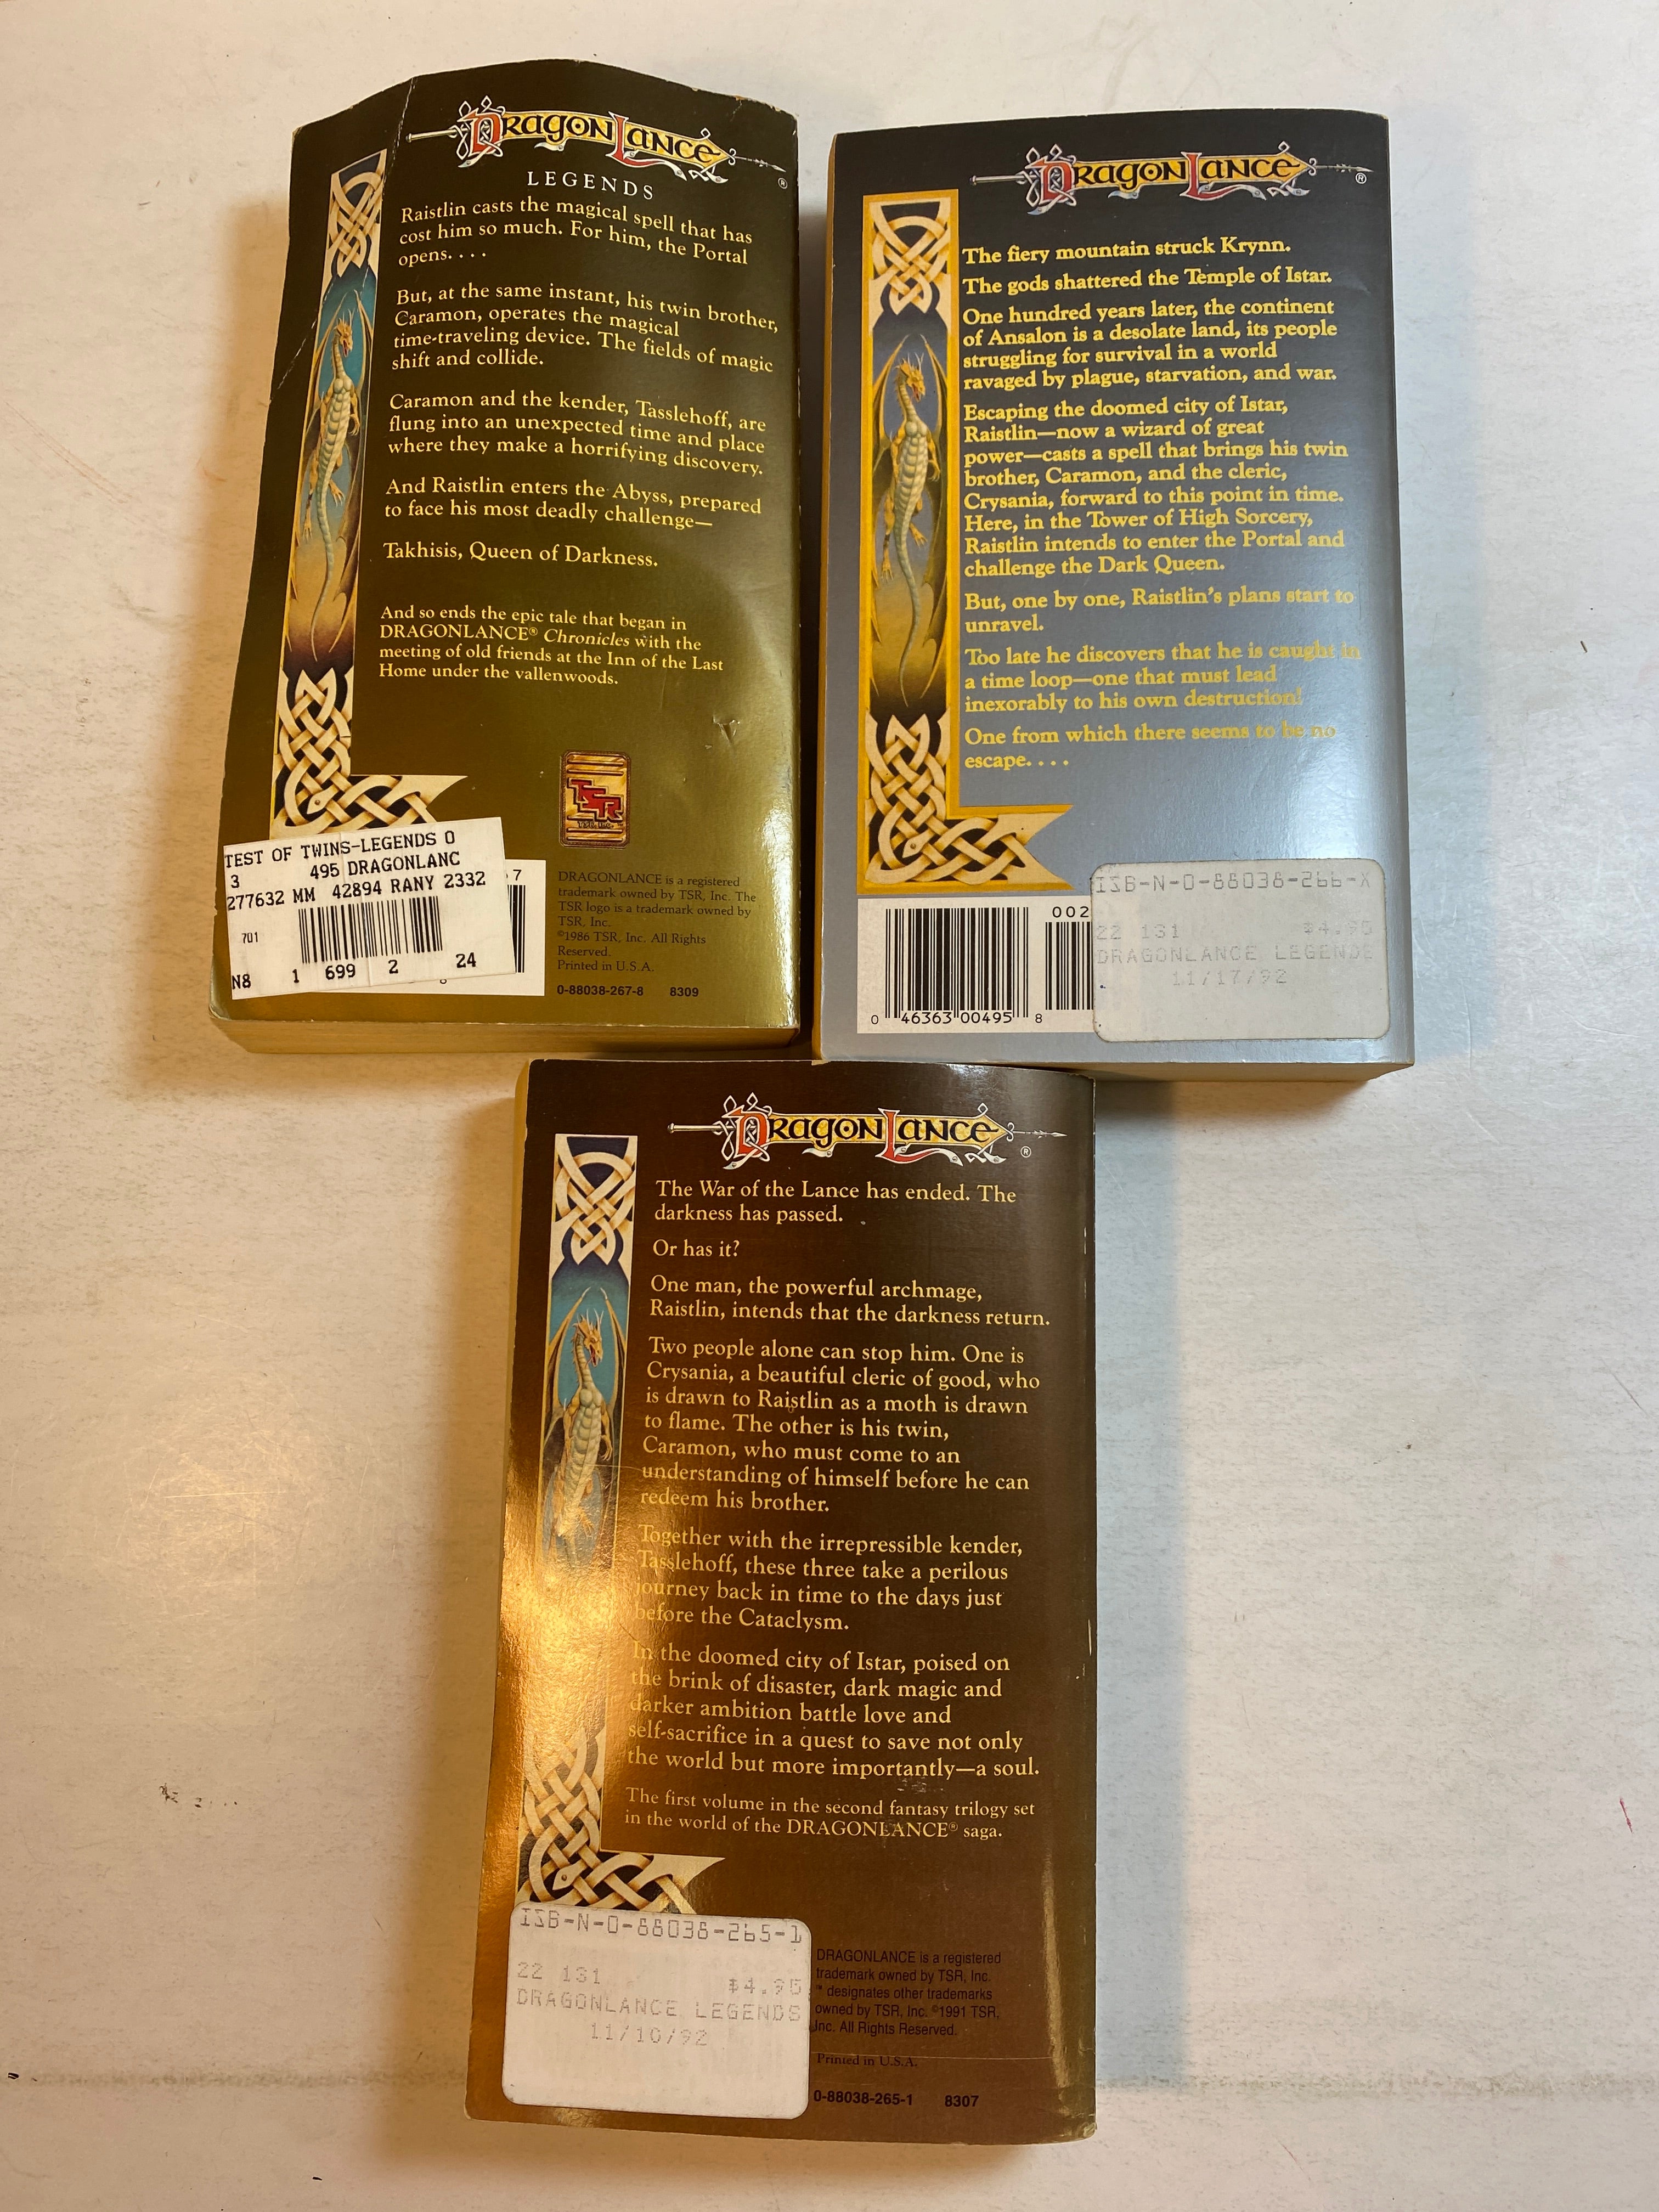 DRAGONLANCE®
LEGENDS
Raistlin casts the magical spell that has
cost him so much. For him, the Portal
opens. . . .
But, at the same instant, his twin brother,
Caramon, operates the magical
time-traveling device. The fields of magic
shift and collide.
Caramon and the kender, Tasslehoff, are
flung into an unexpected time and place
where they make a horrifying discovery.
And Raistlin enters the Abyss, prepared
to face his most deadly challenge—
Takhisis, Queen of Darkness.
And so ends the epic tale that began in
DRAGONLANCE® Chronicles with the
meeting of old friends at the Inn of the Last
Home under the vallenwoods.
TSR
TEST OF TWINS-LEGENDS 0
3 495 DRAGONLANC
277632 MM 42894 RANY 2332
701
N8 1 699 2 24
7
DRAGONLANCE is a registered
trademark owned by TSR, Inc. The
TSR logo is a trademark owned by
TSR, Inc.
©1986 TSR, Inc. All Rights
Reserved.
Printed in U.S.A.
0-88038-267-8 8309
DRAGONLANCE®
The fiery mountain struck Krynn.
The gods shattered the Temple of Istar.
One hundred years later, the continent
of Ansalon is a desolate land, its people
struggling for survival in a world
ravaged by plague, starvation, and war.
Escaping the doomed city of Istar,
Raistlin—now a wizard of great
power—casts a spell that brings his twin
brother, Caramon, and the cleric,
Crysania, forward to this point in time.
Here, in the Tower of High Sorcery,
Raistlin intends to enter the Portal and
challenge the Dark Queen.
But, one by one, Raistlin's plans start to
unravel.
Too late he discovers that he is caught in
a time loop—one that must lead
inexorably to his own destruction!
One from which there seems to be no
escape. . . .
002
0 46363 00495 8
ISB-N-0-88038-266-X
22 131 $4.95
DRAGONLANCE LEGENDS
11/17/92
DRAGONLANCE®
The War of the Lance has ended. The
darkness has passed.
Or has it?
One man, the powerful archmage,
Raistlin, intends that the darkness return.
Two people alone can stop him. One is
Crysania, a beautiful cleric of good, who
is drawn to Raistlin as a moth is drawn
to flame. The other is his twin,
Caramon, who must come to an
understanding of himself before he can
redeem his brother.
Together with the irrepressible kender,
Tasslehoff, these three take a perilous
journey back in time to the days just
before the Cataclysm.
In the doomed city of Istar, poised on
the brink of disaster, dark magic and
darker ambition battle love and
self-sacrifice in a quest to save not only
the world but more importantly—a soul.
The first volume in the second fantasy trilogy set
in the world of the DRAGONLANCE® saga.
ISB-N-0-88038-265-1
22 131 $4.95
DRAGONLANCE LEGENDS
11/10/92
DRAGONLANCE is a registered
trademark owned by TSR, Inc.
™ designates other trademarks
owned by TSR, Inc. ©1991 TSR,
Inc. All Rights Reserved.
Printed in U.S.A.
0-88038-265-1 8307